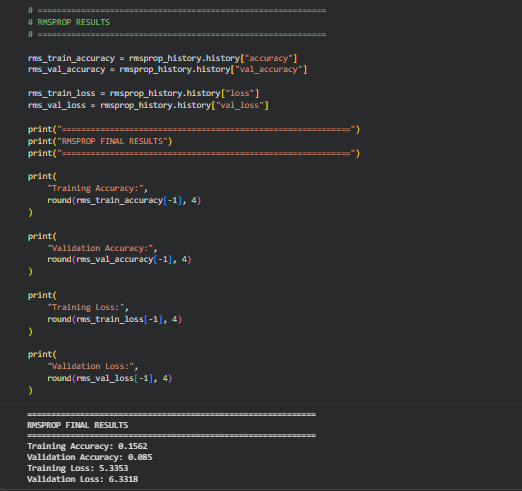 # ============================================================
# RMSPROP RESULTS
# ============================================================
rms_train_accuracy = rmsprop_history.history["accuracy"]
rms_val_accuracy = rmsprop_history.history["val_accuracy"]
rms_train_loss = rmsprop_history.history["loss"]
rms_val_loss = rmsprop_history.history["val_loss"]
print("============================================================")
print("RMSPROP FINAL RESULTS")
print("============================================================")
print(
    "Training Accuracy:",
    round(rms_train_accuracy[-1], 4)
)
print(
    "Validation Accuracy:",
    round(rms_val_accuracy[-1], 4)
)
print(
    "Training Loss:",
    round(rms_train_loss[-1], 4)
)
print(
    "Validation Loss:",
    round(rms_val_loss[-1], 4)
)
============================================================
RMSPROP FINAL RESULTS
============================================================
Training Accuracy: 0.1562
Validation Accuracy: 0.085
Training Loss: 5.3353
Validation Loss: 6.3318